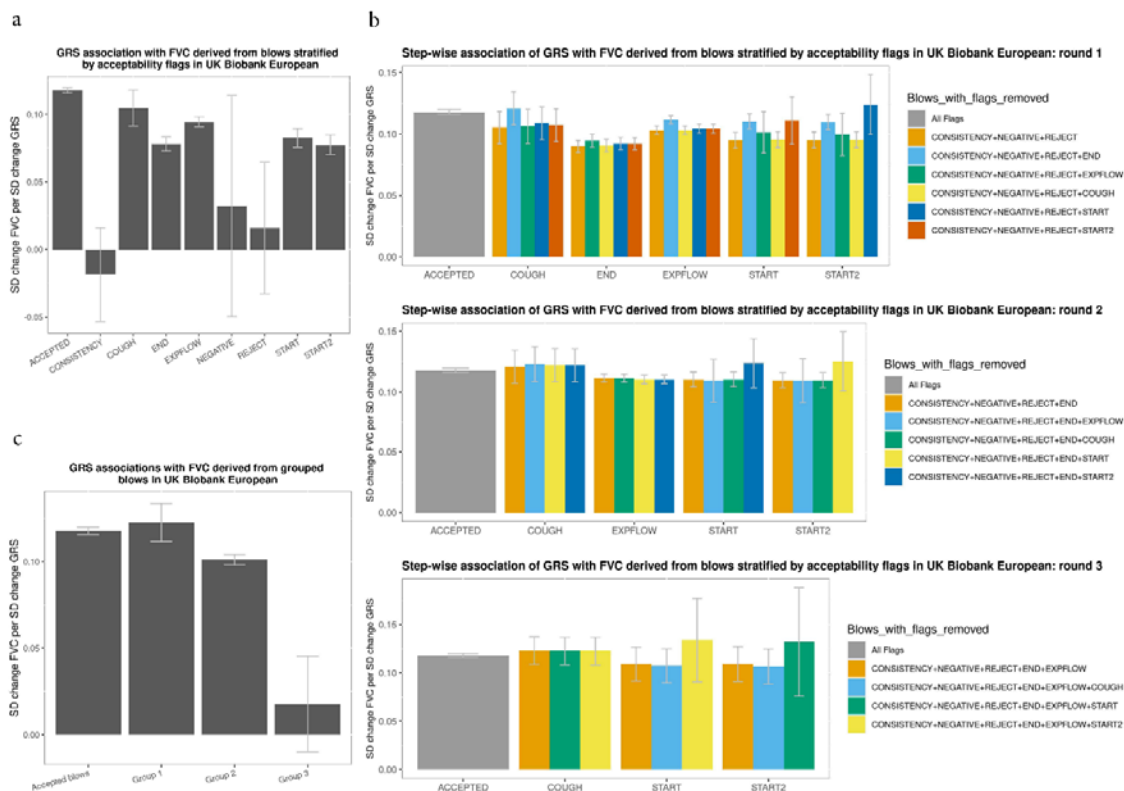 a
GRS association with FVC derived from blows stratified
by acceptability flags in UK Biobank European
SD change FVC per SD change GRS
0.10
0.05
0.00
-0.05
ACCEPTED
CONSISTENCY
COUGH
END
EXPFLOW
NEGATIVE
REJECT
START
START2
b
Step-wise association of GRS with FVC derived from blows stratified by acceptability flags in UK Biobank European: round 1
SD change FVC per SD change GRS
0.15
0.10
0.05
0.00
ACCEPTED
COUGH
END
EXPFLOW
START
START2
Blows_with_flags_removed
All Flags
CONSISTENCY+NEGATIVE+REJECT
CONSISTENCY+NEGATIVE+REJECT+END
CONSISTENCY+NEGATIVE+REJECT+EXPFLOW
CONSISTENCY+NEGATIVE+REJECT+COUGH
CONSISTENCY+NEGATIVE+REJECT+START
CONSISTENCY+NEGATIVE+REJECT+START2
Step-wise association of GRS with FVC derived from blows stratified by acceptability flags in UK Biobank European: round 2
SD change FVC per SD change GRS
0.15
0.10
0.05
0.00
ACCEPTED
COUGH
EXPFLOW
START
START2
Blows_with_flags_removed
All Flags
CONSISTENCY+NEGATIVE+REJECT+END
CONSISTENCY+NEGATIVE+REJECT+END+EXPFLOW
CONSISTENCY+NEGATIVE+REJECT+END+COUGH
CONSISTENCY+NEGATIVE+REJECT+END+START
CONSISTENCY+NEGATIVE+REJECT+END+START2
Step-wise association of GRS with FVC derived from blows stratified by acceptability flags in UK Biobank European: round 3
SD change FVC per SD change GRS
0.15
0.10
0.05
0.00
ACCEPTED
COUGH
START
START2
Blows_with_flags_removed
All Flags
CONSISTENCY+NEGATIVE+REJECT+END+EXPFLOW
CONSISTENCY+NEGATIVE+REJECT+END+EXPFLOW+COUGH
CONSISTENCY+NEGATIVE+REJECT+END+EXPFLOW+START
CONSISTENCY+NEGATIVE+REJECT+END+EXPFLOW+START2
c
GRS associations with FVC derived from grouped
blows in UK Biobank European
SD change FVC per SD change GRS
0.10
0.05
0.00
Accepted blows
Group 1
Group 2
Group 3